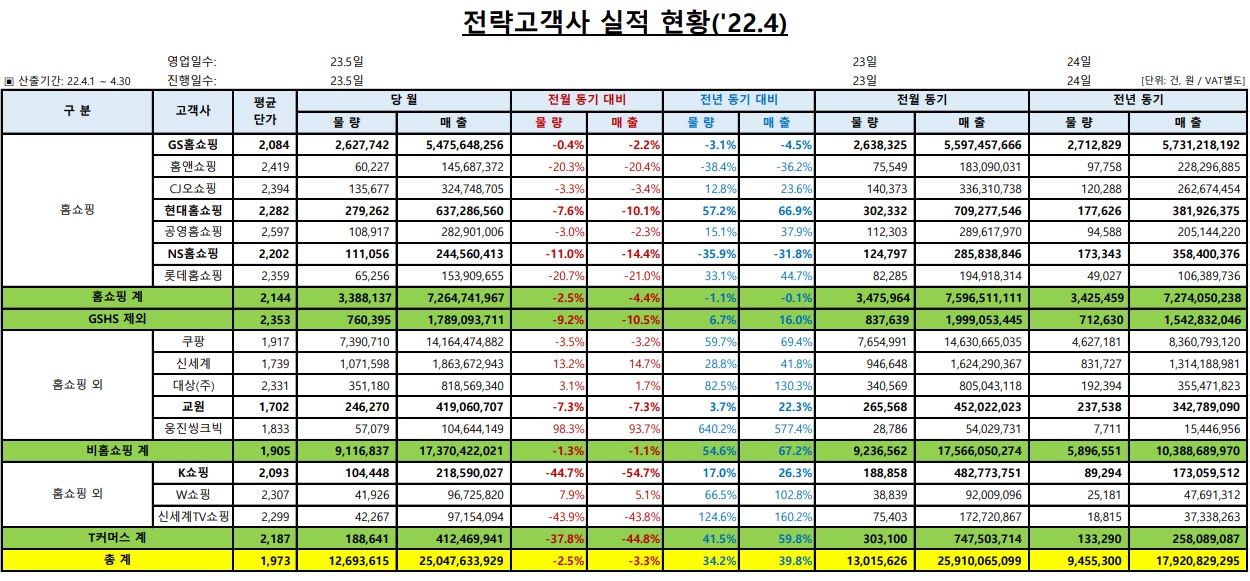 전략고객사 실적 현황('22.4)
영업일수: 23.5일 23일 24일
▣ 산출기간: 22.4.1 ~ 4.30 진행일수: 23.5일 23일 24일 [단위: 건, 원 / VAT별도]
구 분 고객사 평균 단가 당 월 전월 동기 대비 전년 동기 대비 전월 동기 전년 동기
물 량 매 출 물 량 매 출 물 량 매 출 물 량 매 출 물 량 매 출
홈쇼핑
GS홈쇼핑 2,084 2,627,742 5,475,648,256 -0.4% -2.2% -3.1% -4.5% 2,638,325 5,597,457,666 2,712,829 5,731,218,192
홈앤쇼핑 2,419 60,227 145,687,372 -20.3% -20.4% -38.4% -36.2% 75,549 183,090,031 97,758 228,296,885
CJ오쇼핑 2,394 135,677 324,748,705 -3.3% -3.4% 12.8% 23.6% 140,373 336,310,738 120,288 262,674,454
현대홈쇼핑 2,282 279,262 637,286,560 -7.6% -10.1% 57.2% 66.9% 302,332 709,277,546 177,626 381,926,375
공영홈쇼핑 2,597 108,917 282,901,006 -3.0% -2.3% 15.1% 37.9% 112,303 289,617,970 94,588 205,144,220
NS홈쇼핑 2,202 111,056 244,560,413 -11.0% -14.4% -35.9% -31.8% 124,797 285,838,846 173,343 358,400,376
롯데홈쇼핑 2,359 65,256 153,909,655 -20.7% -21.0% 33.1% 44.7% 82,285 194,918,314 49,027 106,389,736
홈쇼핑 계 2,144 3,388,137 7,264,741,967 -2.5% -4.4% -1.1% -0.1% 3,475,964 7,596,511,111 3,425,459 7,274,050,238
GSHS 제외 2,353 760,395 1,789,093,711 -9.2% -10.5% 6.7% 16.0% 837,639 1,999,053,445 712,630 1,542,832,046
홈쇼핑 외
쿠팡 1,917 7,390,710 14,164,474,882 -3.5% -3.2% 59.7% 69.4% 7,654,991 14,630,665,035 4,627,181 8,360,793,120
신세계 1,739 1,071,598 1,863,672,943 13.2% 14.7% 28.8% 41.8% 946,648 1,624,290,367 831,727 1,314,188,981
대상(주) 2,331 351,180 818,569,340 3.1% 1.7% 82.5% 130.3% 340,569 805,043,118 192,394 355,471,823
교원 1,702 246,270 419,060,707 -7.3% -7.3% 3.7% 22.3% 265,568 452,022,023 237,538 342,789,090
웅진씽크빅 1,833 57,079 104,644,149 98.3% 93.7% 640.2% 577.4% 28,786 54,029,731 7,711 15,446,956
비홈쇼핑 계 1,905 9,116,837 17,370,422,021 -1.3% -1.1% 54.6% 67.2% 9,236,562 17,566,050,274 5,896,551 10,388,689,970
홈쇼핑 외
K쇼핑 2,093 104,448 218,590,027 -44.7% -54.7% 17.0% 26.3% 188,858 482,773,751 89,294 173,059,512
W쇼핑 2,307 41,926 96,725,820 7.9% 5.1% 66.5% 102.8% 38,839 92,009,096 25,181 47,691,312
신세계TV쇼핑 2,299 42,267 97,154,094 -43.9% -43.8% 124.6% 160.2% 75,403 172,720,867 18,815 37,338,263
T커머스 계 2,187 188,641 412,469,941 -37.8% -44.8% 41.5% 59.8% 303,100 747,503,714 133,290 258,089,087
총 계 1,973 12,693,615 25,047,633,929 -2.5% -3.3% 34.2% 39.8% 13,015,626 25,910,065,099 9,455,300 17,920,829,295